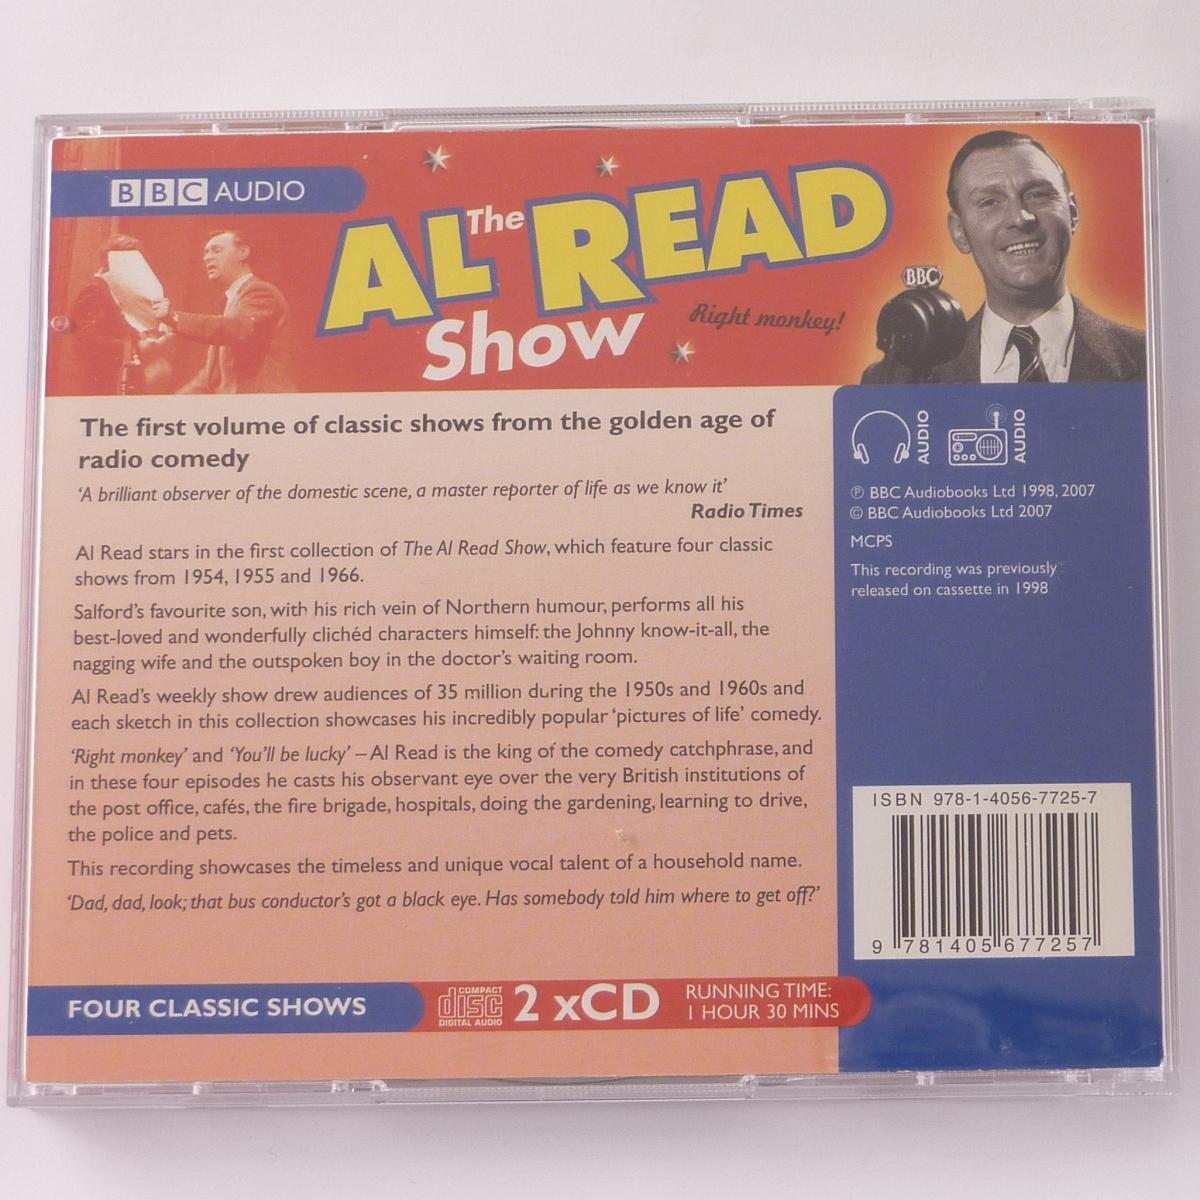 BBC AUDIO
The
AL READ
Show
Right monkey!
BBC
The first volume of classic shows from the golden age of
radio comedy
'A brilliant observer of the domestic scene, a master reporter of life as we know it'
Radio Times
Al Read stars in the first collection of The Al Read Show, which feature four classic
shows from 1954, 1955 and 1966.
Salford's favourite son, with his rich vein of Northern humour, performs all his
best-loved and wonderfully clichéd characters himself: the Johnny know-it-all, the
nagging wife and the outspoken boy in the doctor's waiting room.
Al Read's weekly show drew audiences of 35 million during the 1950s and 1960s and
each sketch in this collection showcases his incredibly popular 'pictures of life' comedy.
'Right monkey' and 'You'll be lucky' – Al Read is the king of the comedy catchphrase, and
in these four episodes he casts his observant eye over the very British institutions of
the post office, cafés, the fire brigade, hospitals, doing the gardening, learning to drive,
the police and pets.
This recording showcases the timeless and unique vocal talent of a household name.
'Dad, dad, look; that bus conductor's got a black eye. Has somebody told him where to get off?'
FOUR CLASSIC SHOWS
COMPACT
disc
DIGITAL AUDIO
2 xCD
RUNNING TIME:
1 HOUR 30 MINS
AUDIO
AUDIO
℗ BBC Audiobooks Ltd 1998, 2007
© BBC Audiobooks Ltd 2007
MCPS
This recording was previously
released on cassette in 1998
ISBN 978-1-4056-7725-7
9 781405 677257